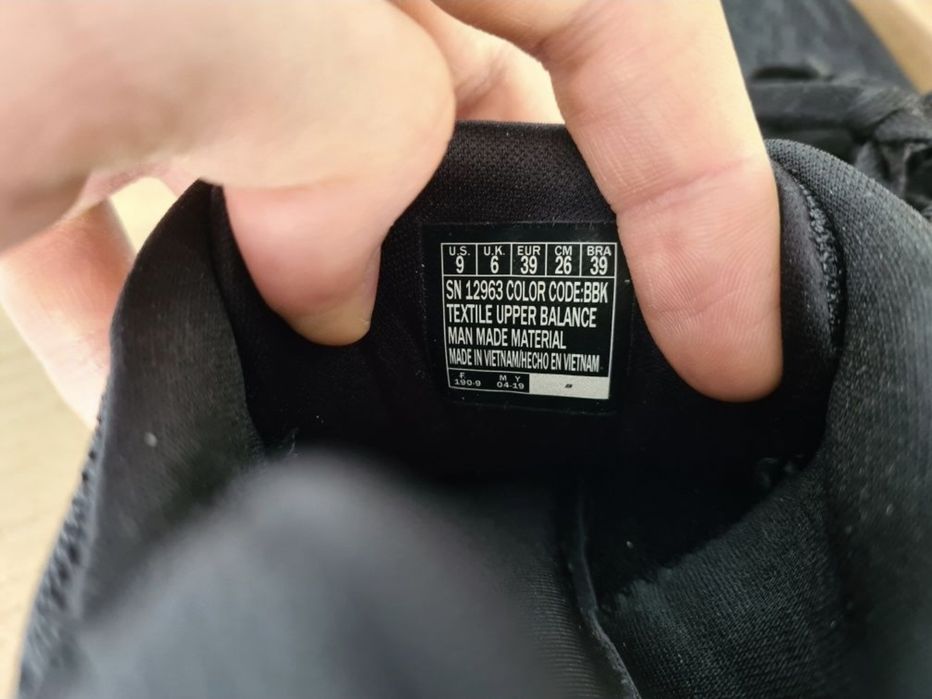 U.S. U.K. EUR CM BRA
9 6 39 26 39
SN 12963 COLOR CODE:BBK
TEXTILE UPPER BALANCE
MAN MADE MATERIAL
MADE IN VIETNAM/HECHO EN VIETNAM
F M Y
190-9 04-19